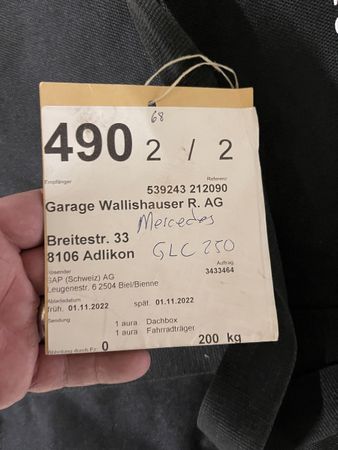 68
490 2 / 2
Empfänger Referenz
539243 212090
Garage Wallishauser R. AG
Mercedes
Breitestr. 33
8106 Adlikon GLC 250
Absender Auftrag
GAP (Schweiz) AG 3433464
Leugenestr. 6 2504 Biel/Bienne
Abladedatum
früh. 01.11.2022 spät. 01.11.2022
Sendung
1 aura Dachbox
1 aura Fahrradträger
0 200 kg